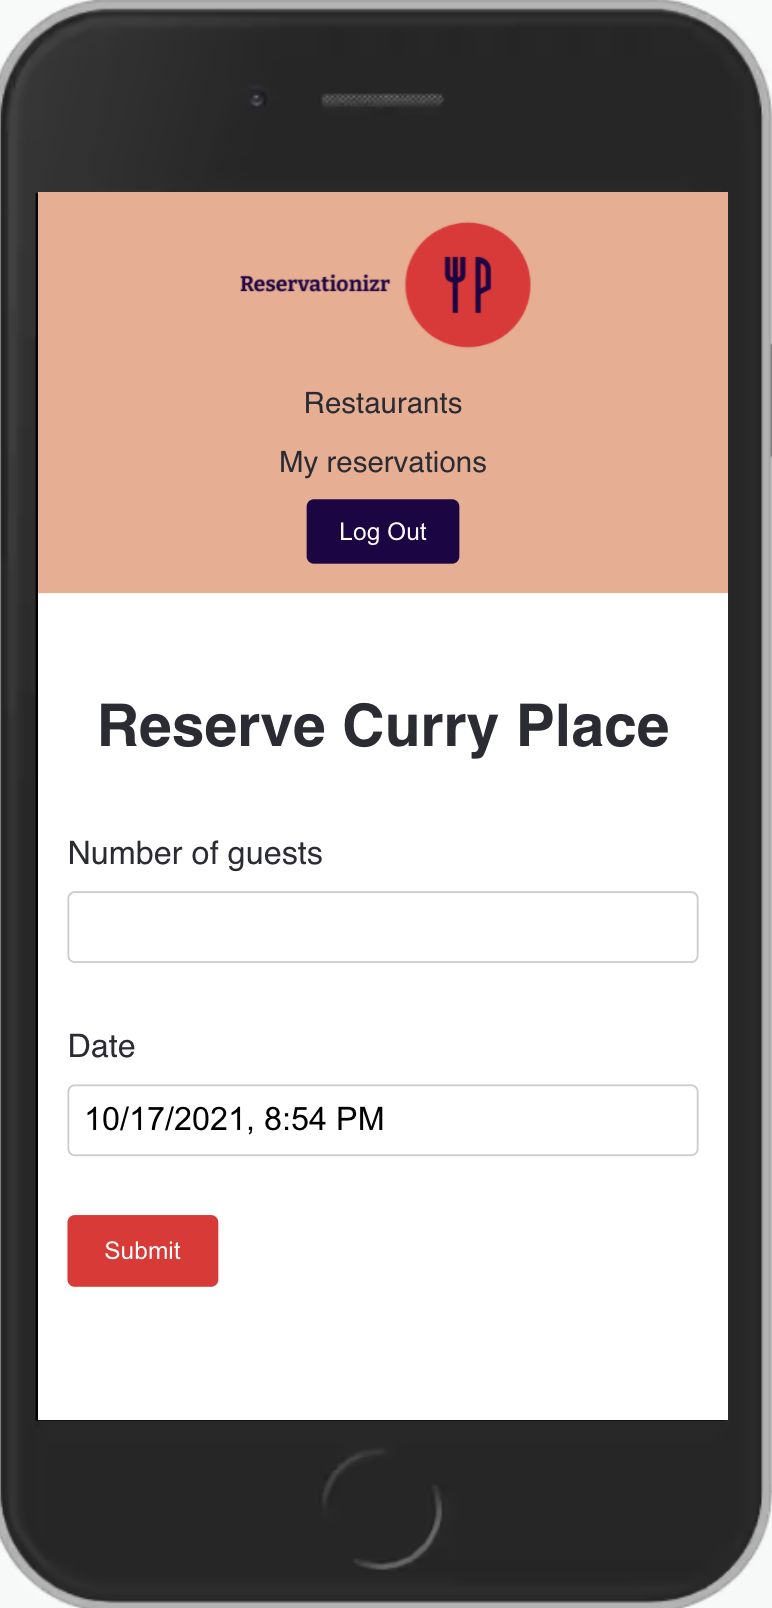 Reservationizr
Restaurants
My reservations
Log Out
Reserve Curry Place
Number of guests
Date
10/17/2021, 8:54 PM
Submit